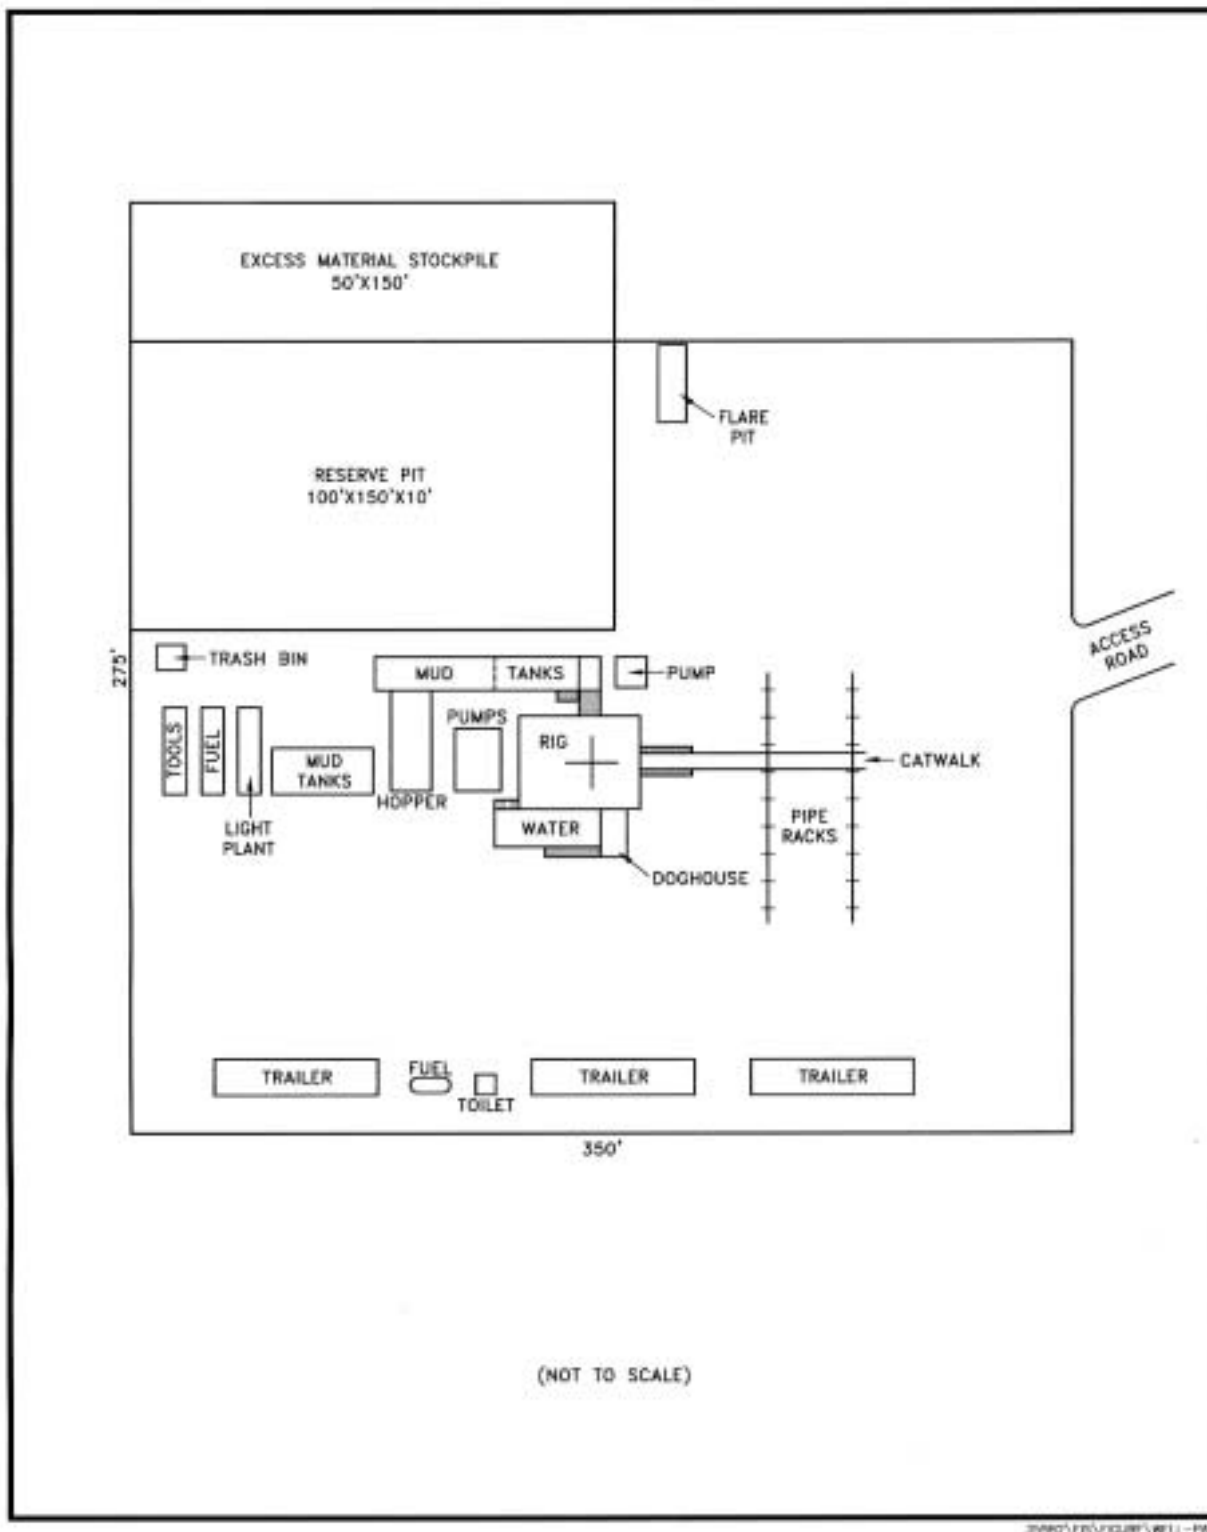 EXCESS MATERIAL STOCKPILE
50'X150'
FLARE
PIT
RESERVE PIT
100'X150'X10'
ACCESS
ROAD
275'
TRASH BIN
MUD
TANKS
PUMP
TOOLS
FUEL
PUMPS
RIG
MUD
TANKS
CATWALK
HOPPER
LIGHT
PLANT
WATER
PIPE
RACKS
DOGHOUSE
TRAILER
FUEL
TOILET
TRAILER
TRAILER
350'
(NOT TO SCALE)